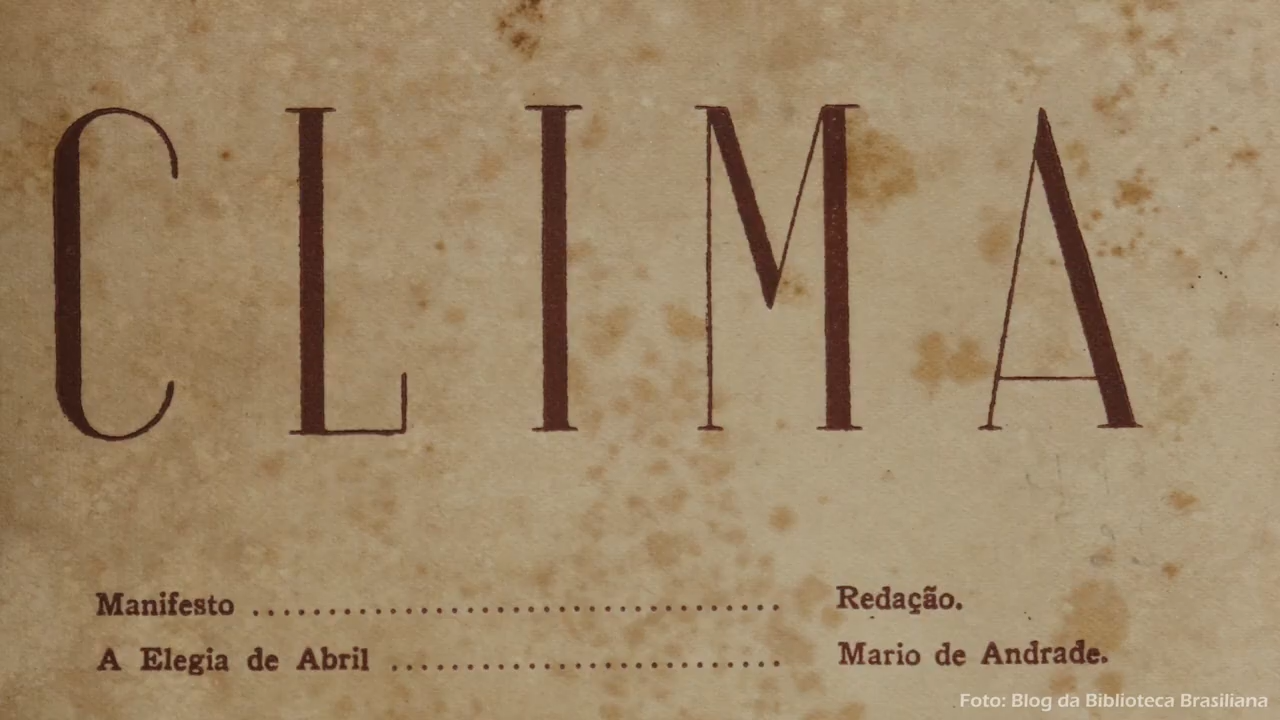 CLIMA
Manifesto ................................... Redação.
A Elegia de Abril .......................... Mario de Andrade.
Foto: Blog da Biblioteca Brasiliana